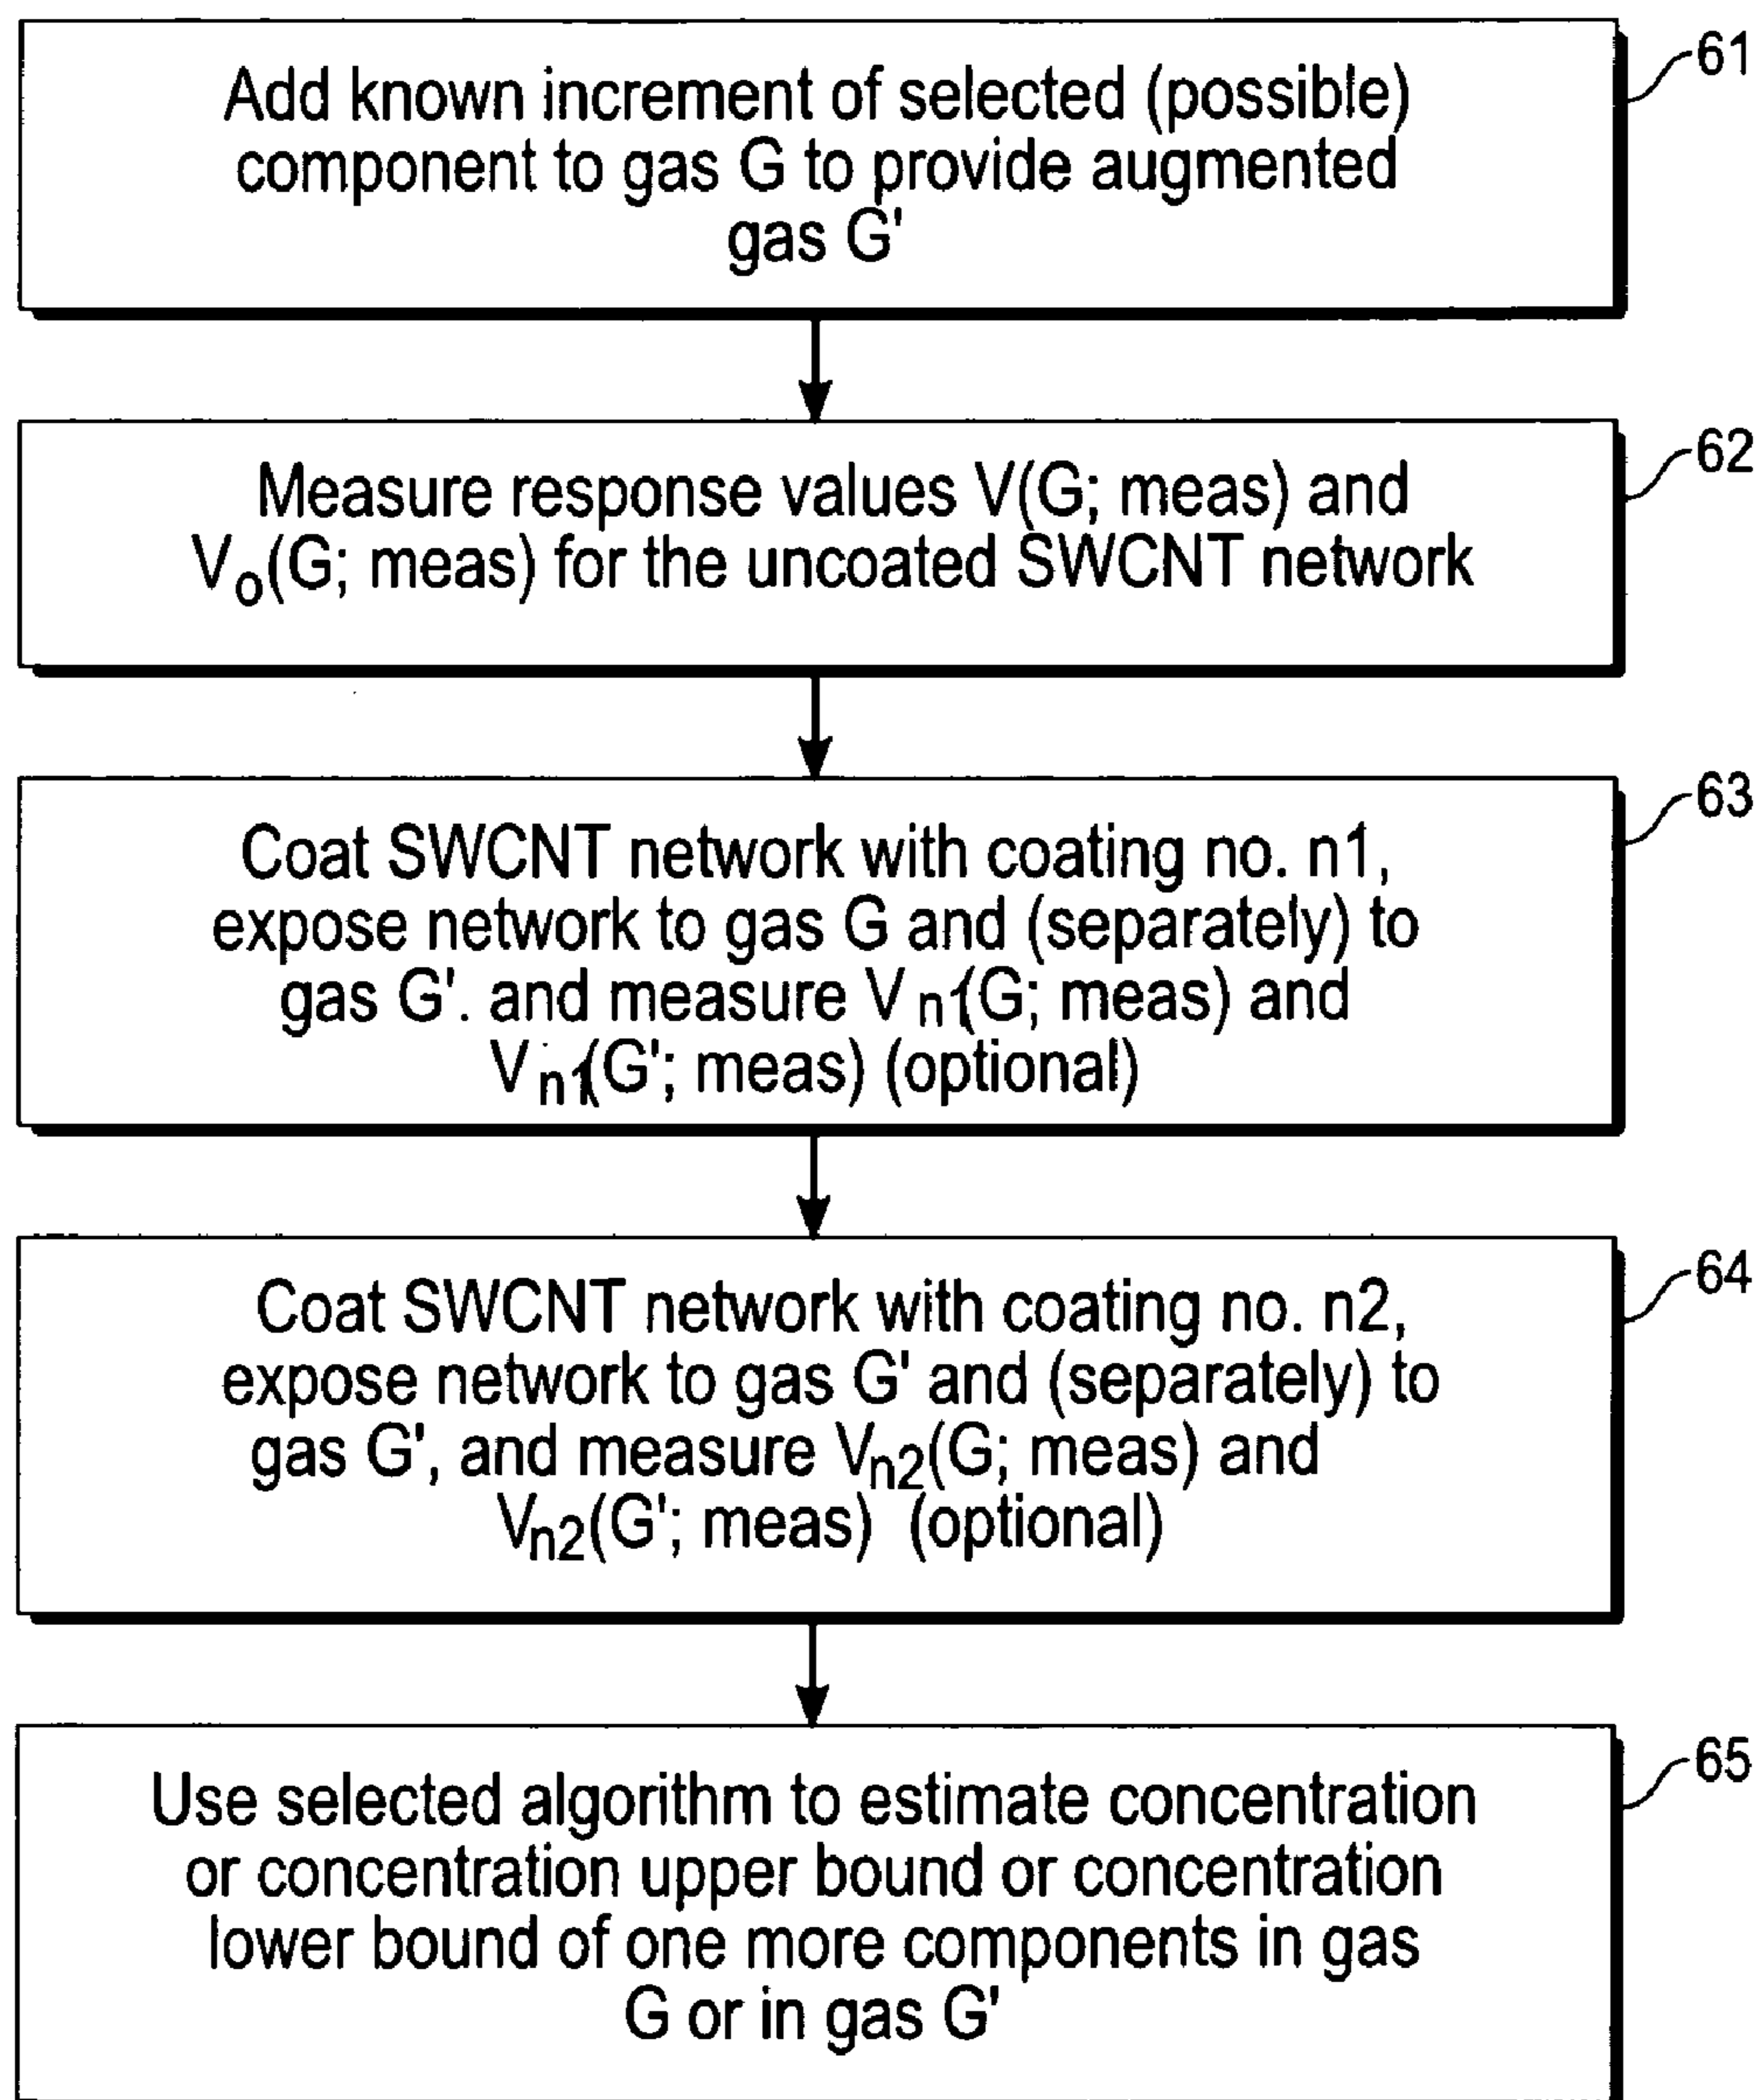 Add known increment of selected (possible)
component to gas G to provide augmented
gas G'
61
Measure response values V(G; meas) and
Vo(G; meas) for the uncoated SWCNT network
62
Coat SWCNT network with coating no. n1,
expose network to gas G and (separately) to
gas G'. and measure Vn1(G; meas) and
Vn1(G'; meas) (optional)
63
Coat SWCNT network with coating no. n2,
expose network to gas G' and (separately) to
gas G', and measure Vn2(G; meas) and
Vn2(G'; meas) (optional)
64
Use selected algorithm to estimate concentration
or concentration upper bound or concentration
lower bound of one more components in gas
G or in gas G'
65